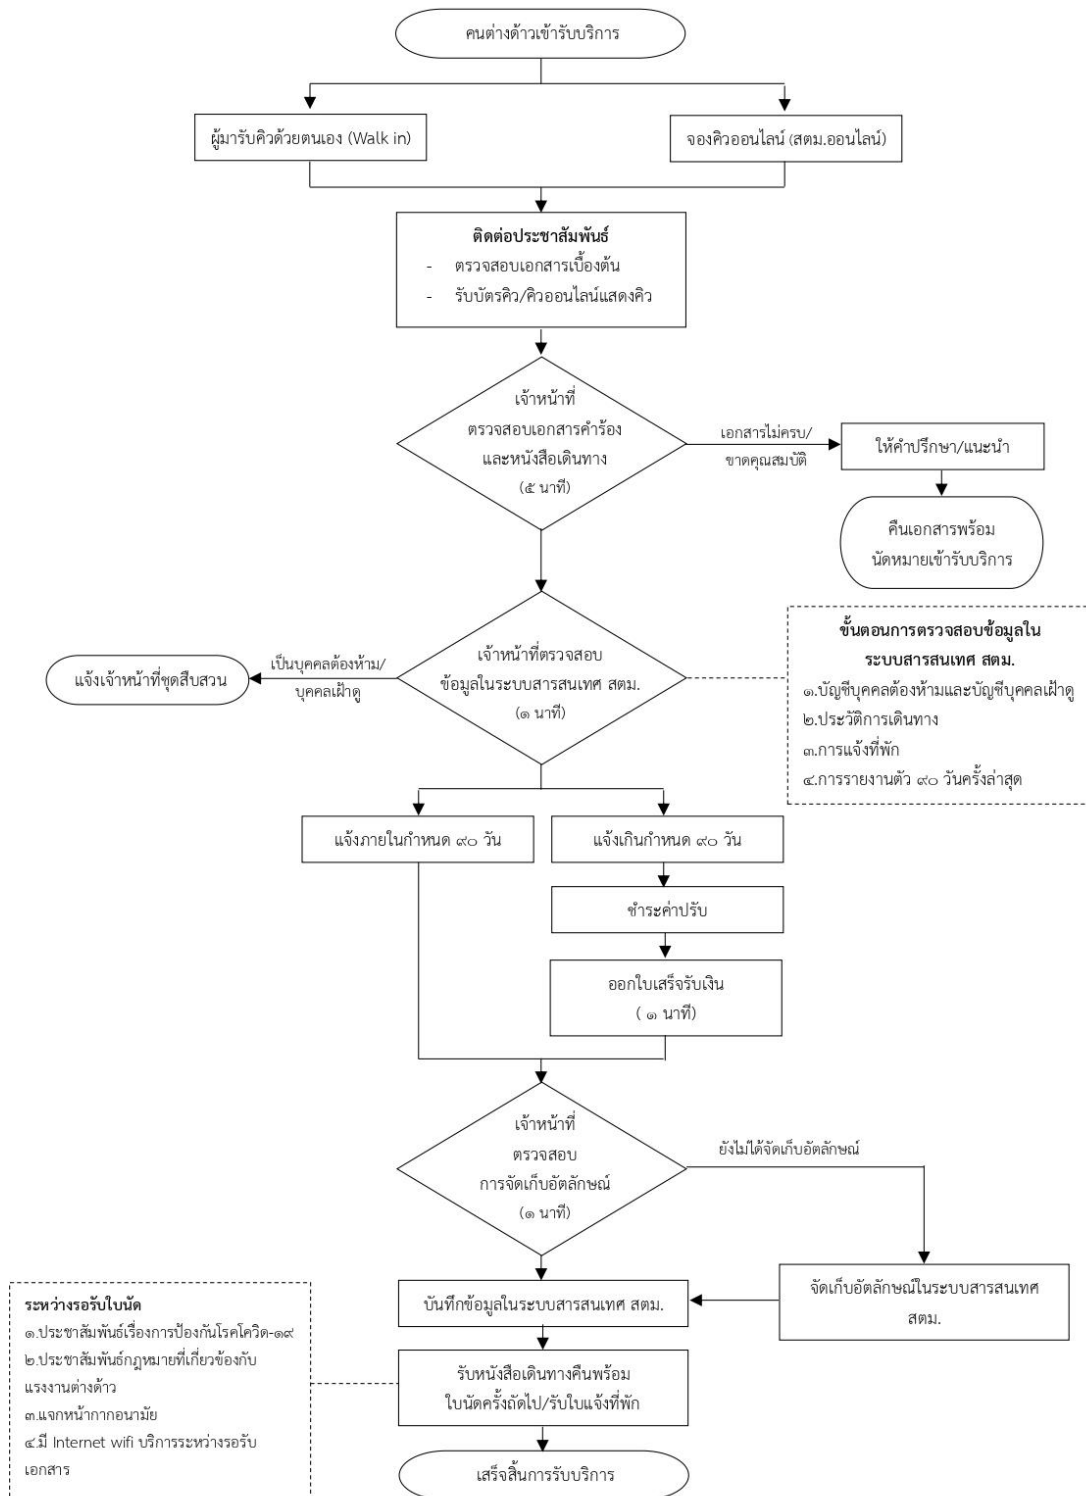 คนต่างด้าวเข้ารับบริการ
ผู้มารับคิวด้วยตนเอง (Walk in)
จองคิวออนไลน์ (สตม.ออนไลน์)
ติดต่อประชาสัมพันธ์
- ตรวจสอบเอกสารเบื้องต้น
- รับบัตรคิว/คิวออนไลน์แสดงคิว
เจ้าหน้าที่
ตรวจสอบเอกสารคำร้อง
และหนังสือเดินทาง
(๕ นาที)
เอกสารไม่ครบ/
ขาดคุณสมบัติ
ให้คำปรึกษา/แนะนำ
คืนเอกสารพร้อม
นัดหมายเข้ารับบริการ
เจ้าหน้าที่ตรวจสอบ
ข้อมูลในระบบสารสนเทศ สตม.
(๑ นาที)
เป็นบุคคลต้องห้าม/
บุคคลเฝ้าดู
แจ้งเจ้าหน้าที่ชุดสืบสวน
ขั้นตอนการตรวจสอบข้อมูลใน
ระบบสารสนเทศ สตม.
๑.บัญชีบุคคลต้องห้ามและบัญชีบุคคลเฝ้าดู
๒.ประวัติการเดินทาง
๓.การแจ้งที่พัก
๔.การรายงานตัว ๙๐ วันครั้งล่าสุด
แจ้งภายในกำหนด ๙๐ วัน
แจ้งเกินกำหนด ๙๐ วัน
ชำระค่าปรับ
ออกใบเสร็จรับเงิน
( ๑ นาที)
เจ้าหน้าที่
ตรวจสอบ
การจัดเก็บอัตลักษณ์
(๑ นาที)
ยังไม่ได้จัดเก็บอัตลักษณ์
จัดเก็บอัตลักษณ์ในระบบสารสนเทศ
สตม.
บันทึกข้อมูลในระบบสารสนเทศ สตม.
รับหนังสือเดินทางคืนพร้อม
ใบนัดครั้งถัดไป/รับใบแจ้งที่พัก
ระหว่างรอรับใบนัด
๑.ประชาสัมพันธ์เรื่องการป้องกันโรคโควิด-๑๙
๒.ประชาสัมพันธ์กฎหมายที่เกี่ยวข้องกับ
แรงงานต่างด้าว
๓.แจกหน้ากากอนามัย
๔.มี Internet wifi บริการระหว่างรอรับ
เอกสาร
เสร็จสิ้นการรับบริการ